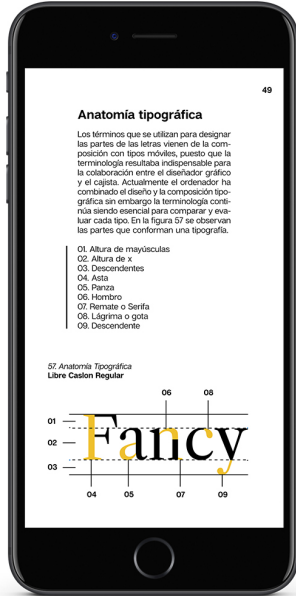 49
Anatomía tipográfica
Los términos que se utilizan para designar
las partes de las letras vienen de la com-
posición con tipos móviles, puesto que la
terminología resultaba indispensable para
la colaboración entre el diseñador gráfico
y el cajista. Actualmente el ordenador ha
combinado el diseño y la composición tipo-
gráfica sin embargo la terminología conti-
núa siendo esencial para comparar y eva-
luar cada tipo. En la figura 57 se observan
las partes que conforman una tipografía.
01. Altura de mayúsculas
02. Altura de x
03. Descendentes
04. Asta
05. Panza
06. Hombro
07. Remate o Serifa
08. Lágrima o gota
09. Descendente
57. Anatomía Tipográfica
Libre Caslon Regular
06 08
01
02
03
Fancy
04 05 07 09